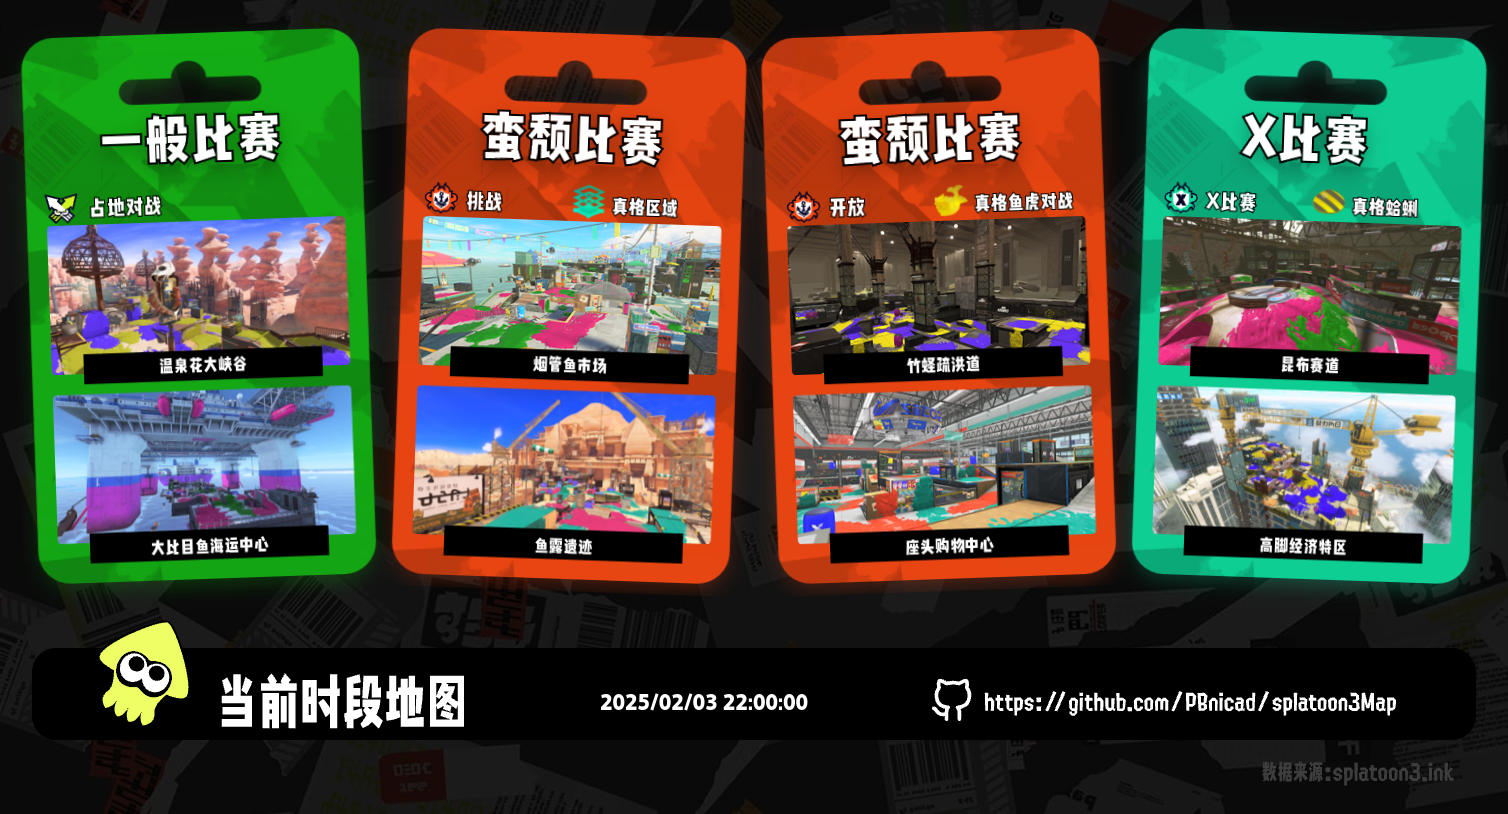 一般比赛
占地对战
温泉花大峡谷
大比目鱼海运中心
蛮颓比赛
挑战
真格区域
烟管鱼市场
鱼露遗迹
蛮颓比赛
开放
真格鱼虎对战
竹蛏疏洪道
座头购物中心
X比赛
X比赛
真格蛤蜊
昆布赛道
高脚经济特区
当前时段地图
2025/02/03 22:00:00
https://github.com/PBnicad/splatoon3Map
数据来源:splatoon3.ink